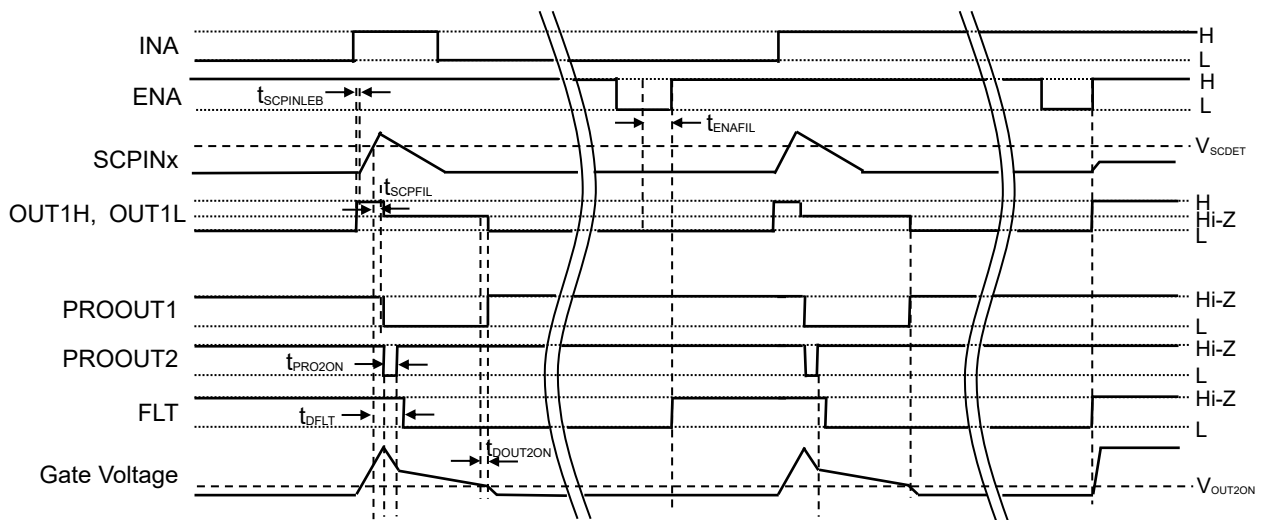 INA
H
L
ENA
H
L
tSCPINLEB
tENAFIL
SCPINx
VSCDET
tSCPFIL
OUT1H, OUT1L
H
Hi-Z
L
PROOUT1
Hi-Z
L
PROOUT2
Hi-Z
L
tPRO2ON
FLT
Hi-Z
L
tDFLT
tDOUT2ON
Gate Voltage
VOUT2ON